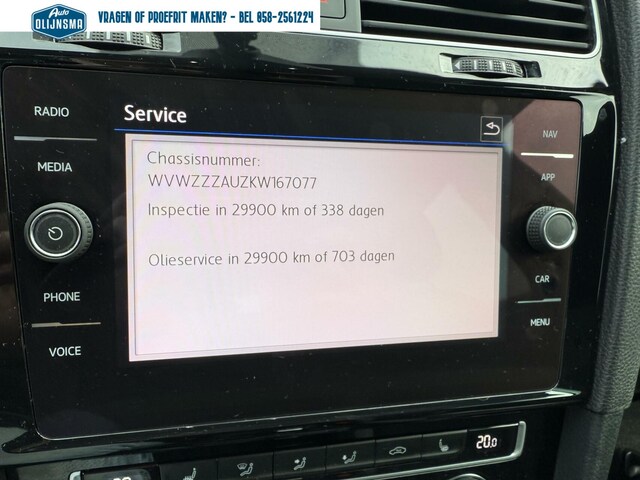 Auto
OLIJNSMA
VRAGEN OF PROEFRIT MAKEN? - BEL 058-2561224
RADIO
MEDIA
PHONE
VOICE
Service
Chassisnummer:
WVWZZZAUZKW167077
Inspectie in 29900 km of 338 dagen
Olieservice in 29900 km of 703 dagen
NAV
APP
CAR
MENU
20.0